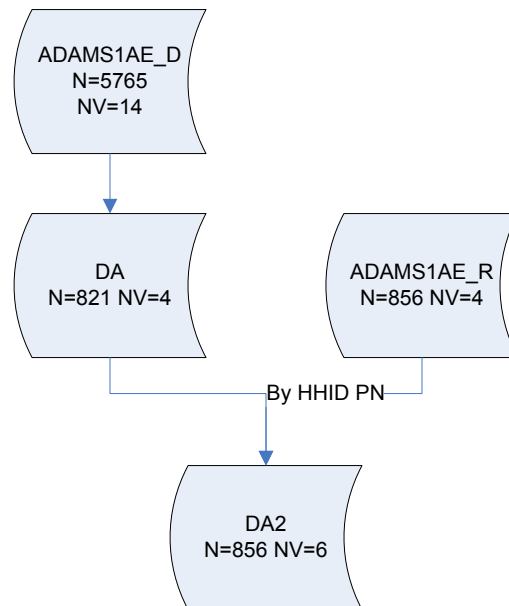 ADAMS1AE_D
N=5765
NV=14
DA
N=821 NV=4
ADAMS1AE_R
N=856 NV=4
By HHID PN
DA2
N=856 NV=6